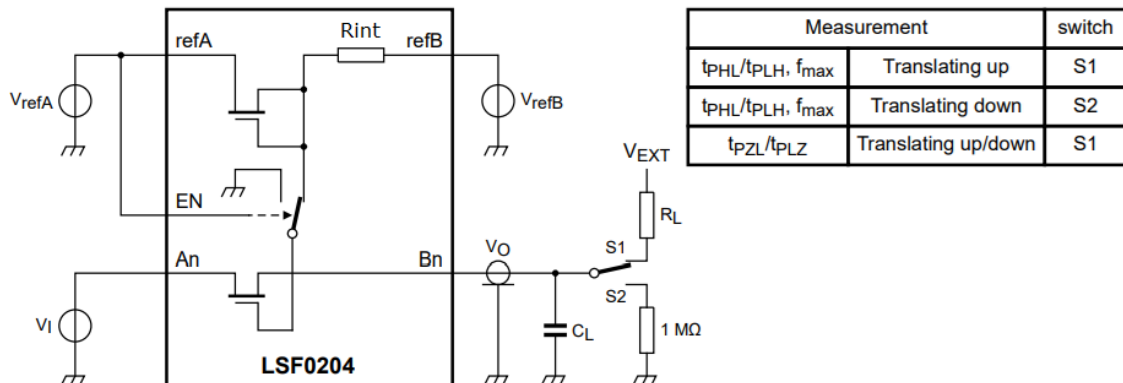 refA
Rint
refB
VrefA
VrefB
EN
An
Bn
VI
VO
CL
VEXT
RL
S1
S2
1 MΩ
LSF0204
Measurement switch
tPHL/tPLH, fmax Translating up S1
tPHL/tPLH, fmax Translating down S2
tPZL/tPLZ Translating up/down S1